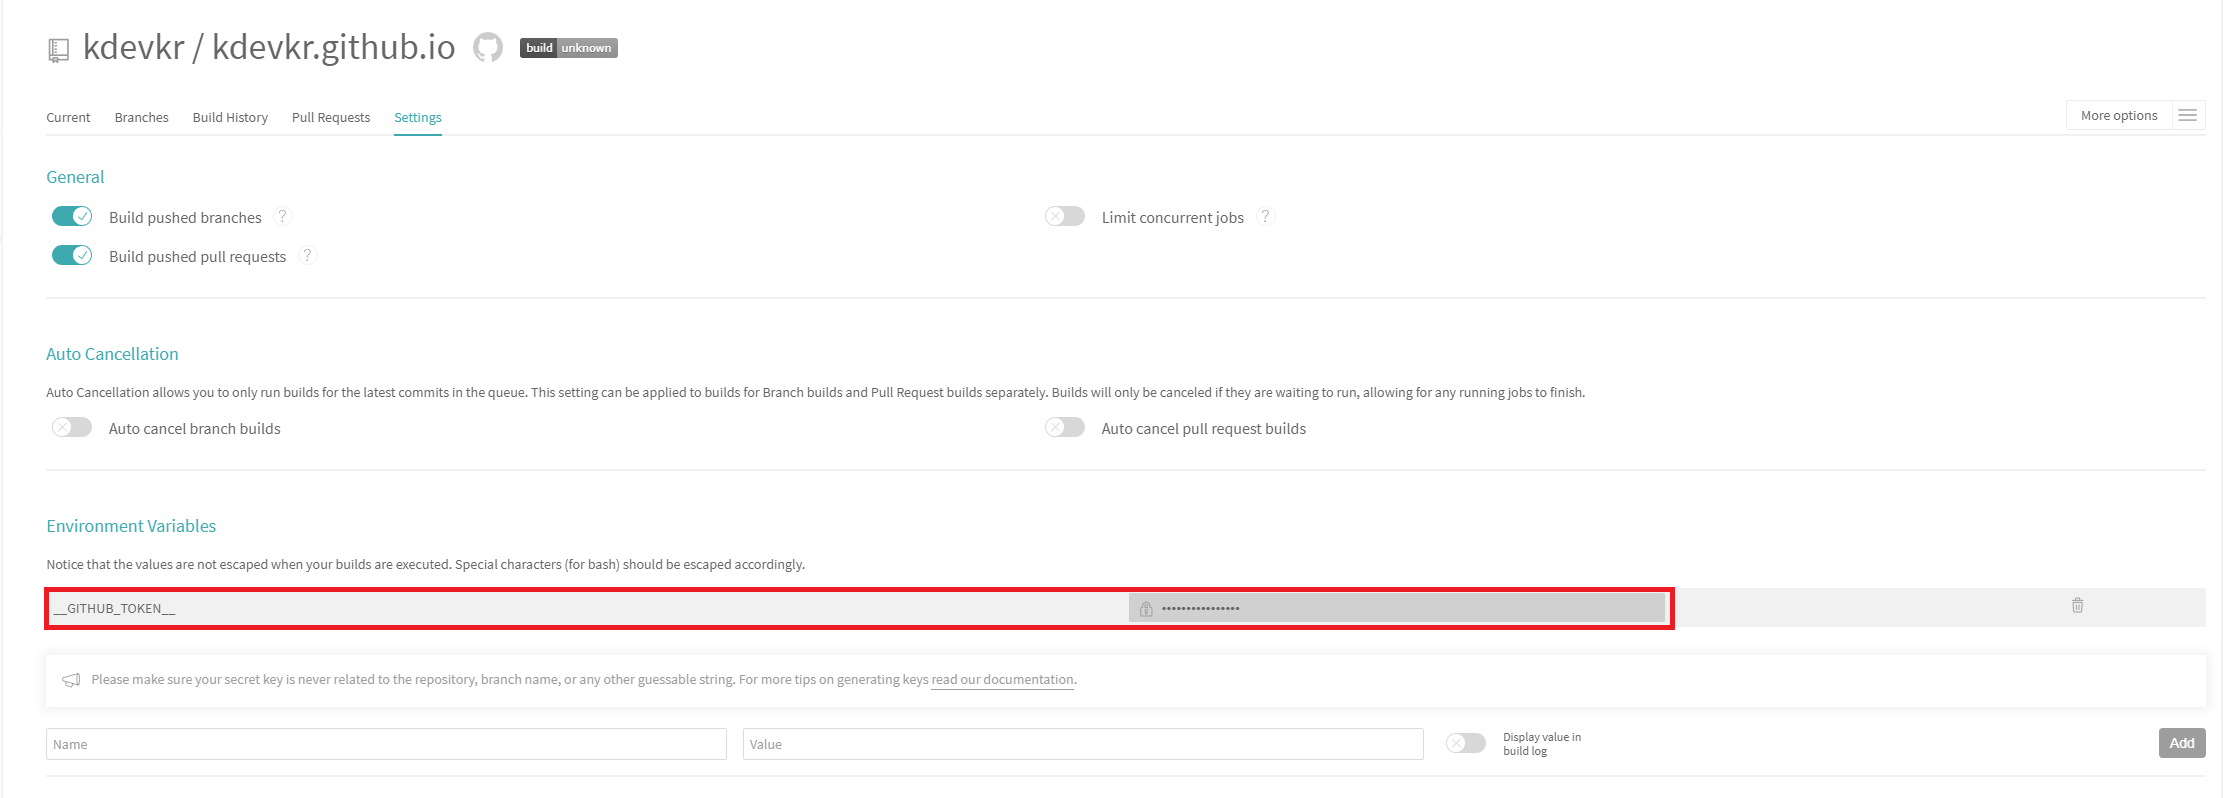 kdevkr / kdevkr.github.io build unknown
Current Branches Build History Pull Requests Settings More options
General
Build pushed branches ? Limit concurrent jobs ?
Build pushed pull requests ?
Auto Cancellation
Auto Cancellation allows you to only run builds for the latest commits in the queue. This setting can be applied to builds for Branch builds and Pull Request builds separately. Builds will only be canceled if they are waiting to run, allowing for any running jobs to finish.
Auto cancel branch builds Auto cancel pull request builds
Environment Variables
Notice that the values are not escaped when your builds are executed. Special characters (for bash) should be escaped accordingly.
__GITHUB_TOKEN__ ••••••••••••••••
Please make sure your secret key is never related to the repository, branch name, or any other guessable string. For more tips on generating keys read our documentation.
Name Value Display value in
build log Add